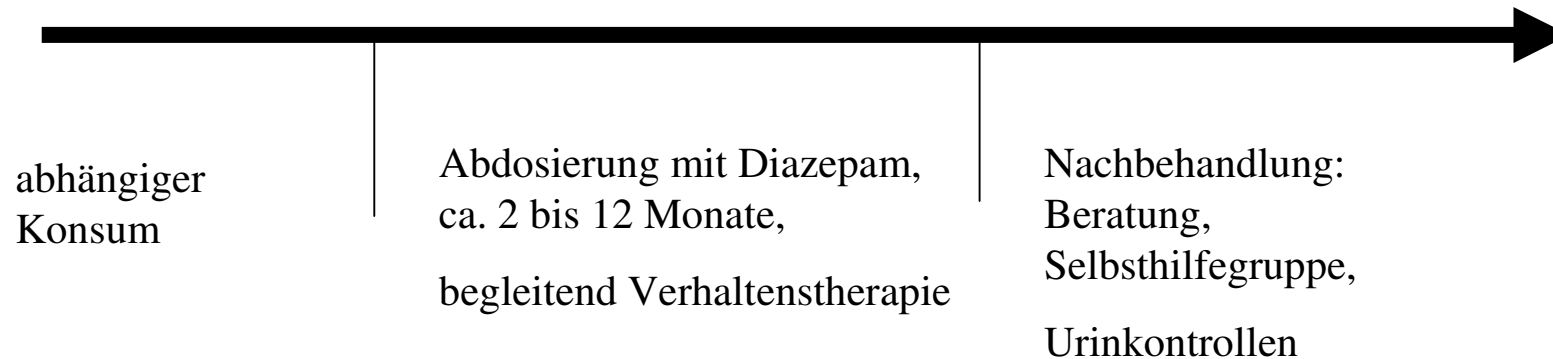 abhängiger
Konsum
Abdosierung mit Diazepam,
ca. 2 bis 12 Monate,
begleitend Verhaltenstherapie
Nachbehandlung:
Beratung,
Selbsthilfegruppe,
Urinkontrollen